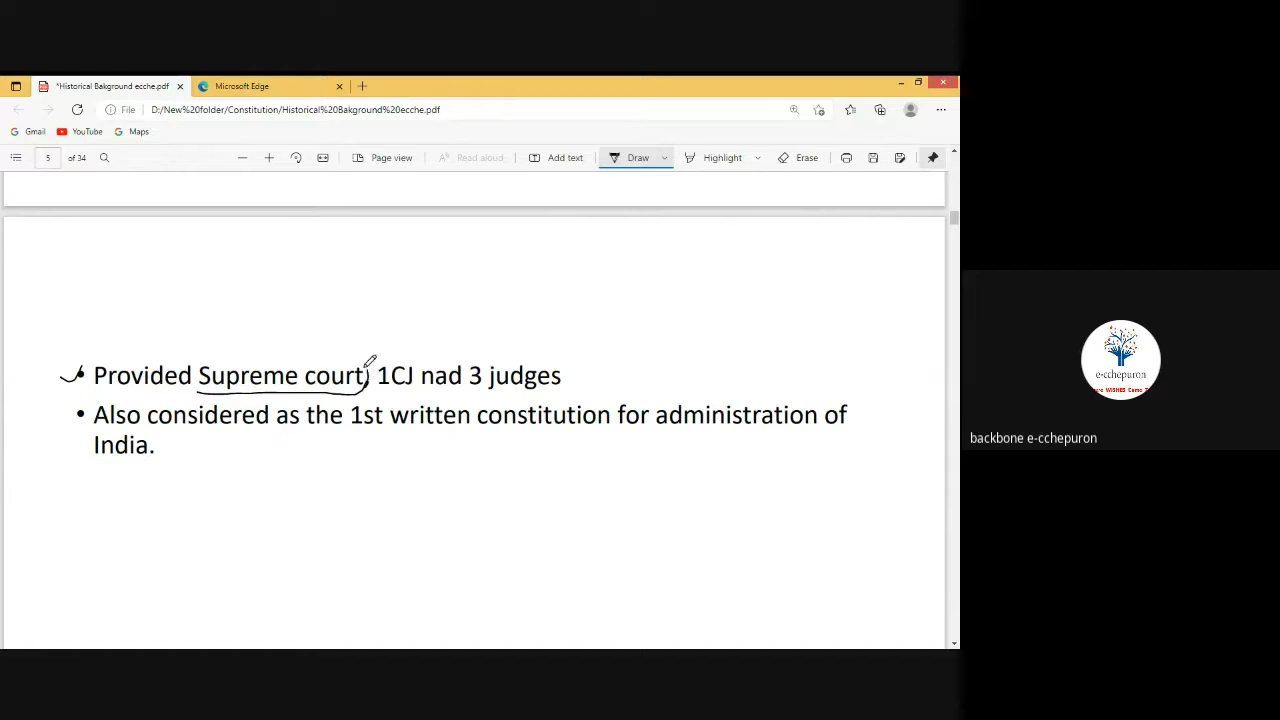 *Historical Bakground ecche.pdf
Microsoft Edge
File
D:/New%20folder/Constitution/Historical%20Bakground%20ecche.pdf
Gmail
YouTube
Maps
5
of 34
Page view
Read aloud
Add text
Draw
Highlight
Erase
• Provided Supreme court, 1CJ nad 3 judges
• Also considered as the 1st written constitution for administration of
India.
e-cchepuron
WISHES Come
backbone e-cchepuron